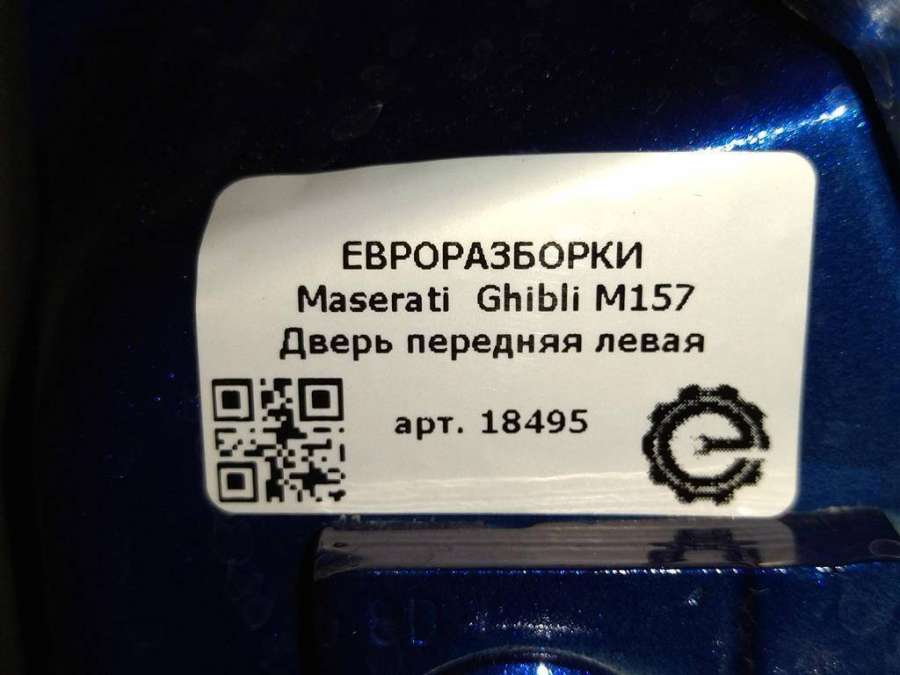 ЕВРОРАЗБОРКИ
Maserati Ghibli M157
Дверь передняя левая
арт. 18495